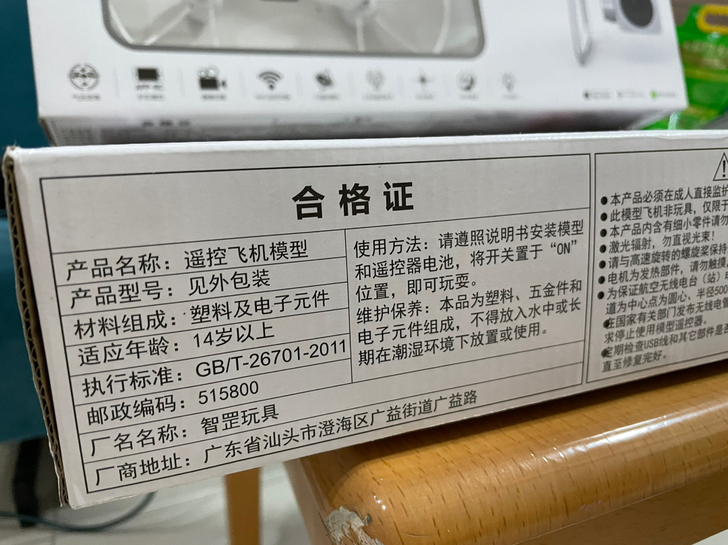 合格证
产品名称：遥控飞机模型
产品型号：见外包装
材料组成：塑料及电子元件
适应年龄：14岁以上
执行标准：GB/T-26701-2011
邮政编码：515800
厂名名称：智罡玩具
厂商地址：广东省汕头市澄海区广益街道广益路
使用方法：请遵照说明书安装模型
和遥控器电池，将开关置于“ON”
位置，即可玩耍。
维护保养：本品为塑料、五金件和
电子元件组成，不得放入水中或长
期在潮湿环境下放置或使用。
●本产品必须在成人直接监护
●此模型飞机非玩具，仅限于
●本产品内含有细小零件请勿
●激光辐射，勿直视光束！
●请与高速旋转的螺旋桨保持
●电机为发热部件，请勿触摸
●为保证航空无线电台（站）
道为中心点为圆心、半径500
●在国家有关部门发布无线电
求停止使用模型遥控器。
●定期检查USB线和其它部件是
直至修复完好。